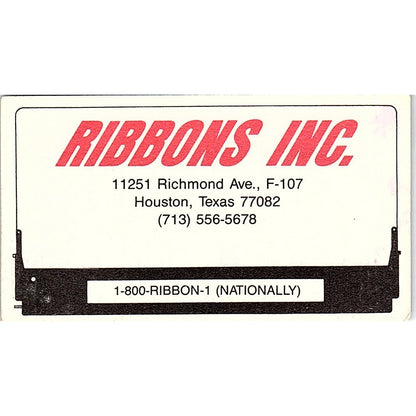 RIBBONS INC.
11251 Richmond Ave., F-107
Houston, Texas 77082
(713) 556-5678
1-800-RIBBON-1 (NATIONALLY)